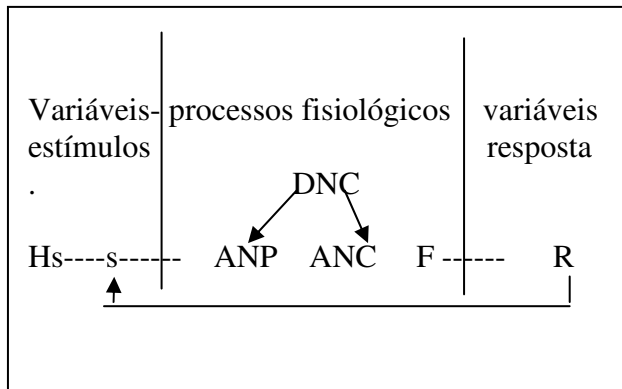 Variáveis- processos fisiológicos variáveis
estímulos resposta
.
DNC
Hs----s------ ANP ANC F ------ R